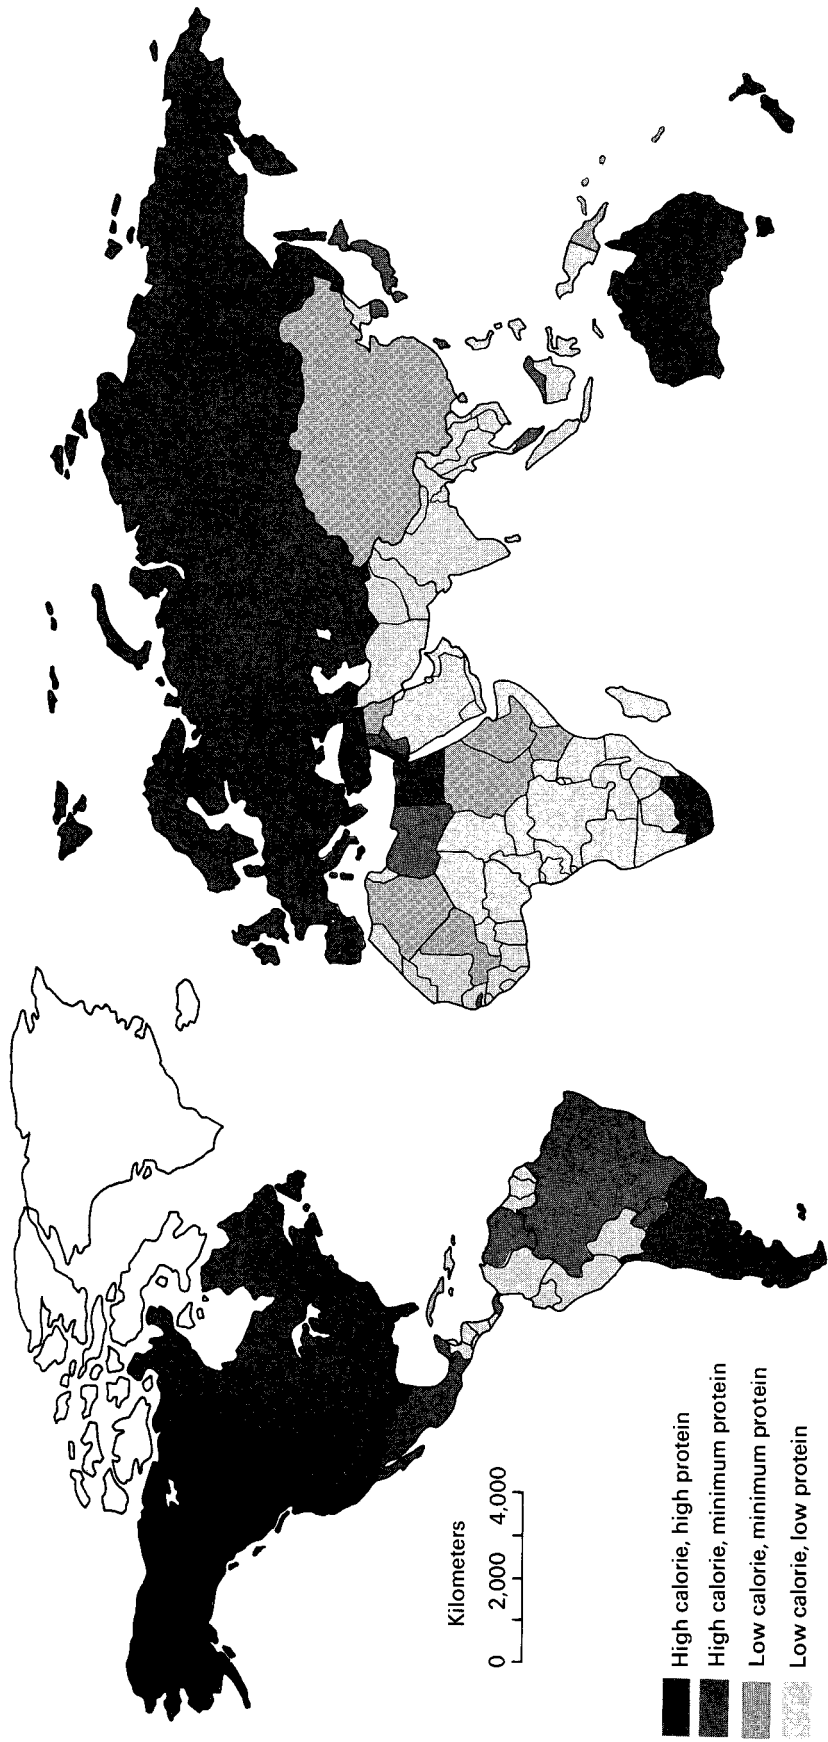 Kilometers
0 2,000 4,000
High calorie, high protein
High calorie, minimum protein
Low calorie, minimum protein
Low calorie, low protein